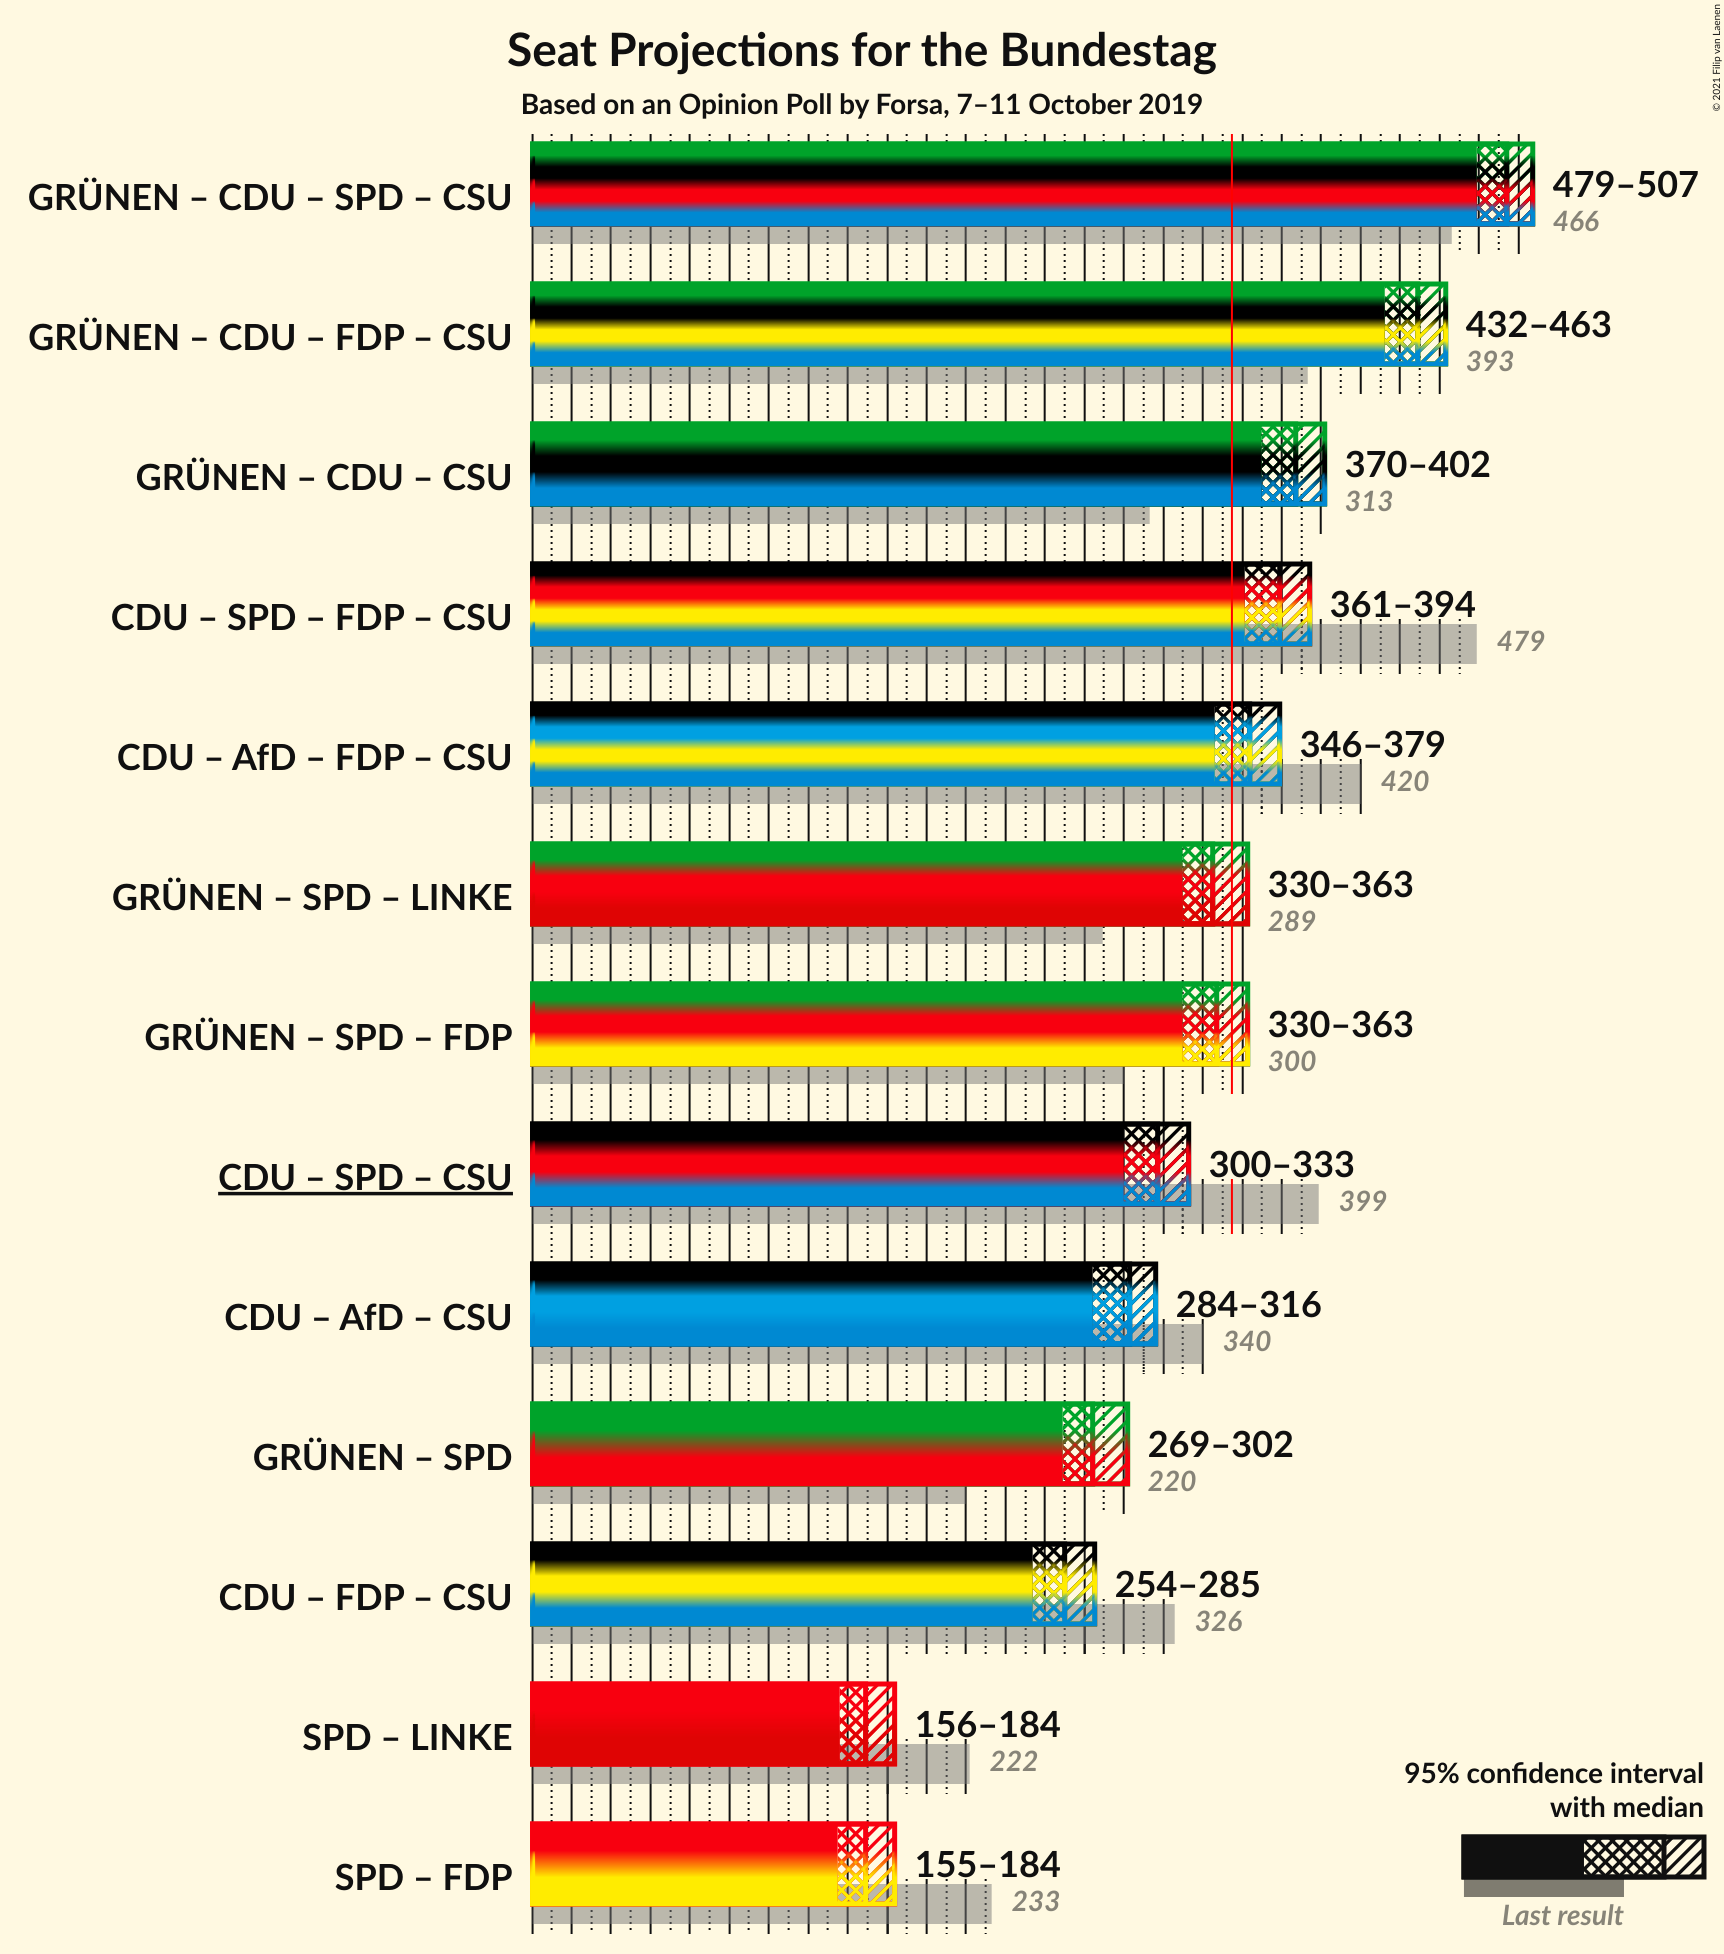 Seat Projections for the Bundestag
Based on an Opinion Poll by Forsa, 7–11 October 2019
© 2021 Filip van Laenen
GRÜNEN – CDU – SPD – CSU
479–507
466
GRÜNEN – CDU – FDP – CSU
432–463
393
GRÜNEN – CDU – CSU
370–402
313
CDU – SPD – FDP – CSU
361–394
479
CDU – AfD – FDP – CSU
346–379
420
GRÜNEN – SPD – LINKE
330–363
289
GRÜNEN – SPD – FDP
330–363
300
CDU – SPD – CSU
300–333
399
CDU – AfD – CSU
284–316
340
GRÜNEN – SPD
269–302
220
CDU – FDP – CSU
254–285
326
SPD – LINKE
156–184
222
SPD – FDP
155–184
233
95% confidence interval
with median
Last result